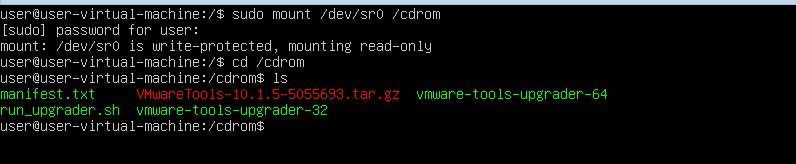 user@user-virtual-machine:/$ sudo mount /dev/sr0 /cdrom
[sudo] password for user:
mount: /dev/sr0 is write-protected, mounting read-only
user@user-virtual-machine:/$ cd /cdrom
user@user-virtual-machine:/cdrom$ ls
manifest.txt VMwareTools-10.1.5-5055693.tar.gz vmware-tools-upgrader-64
run_upgrader.sh vmware-tools-upgrader-32
user@user-virtual-machine:/cdrom$